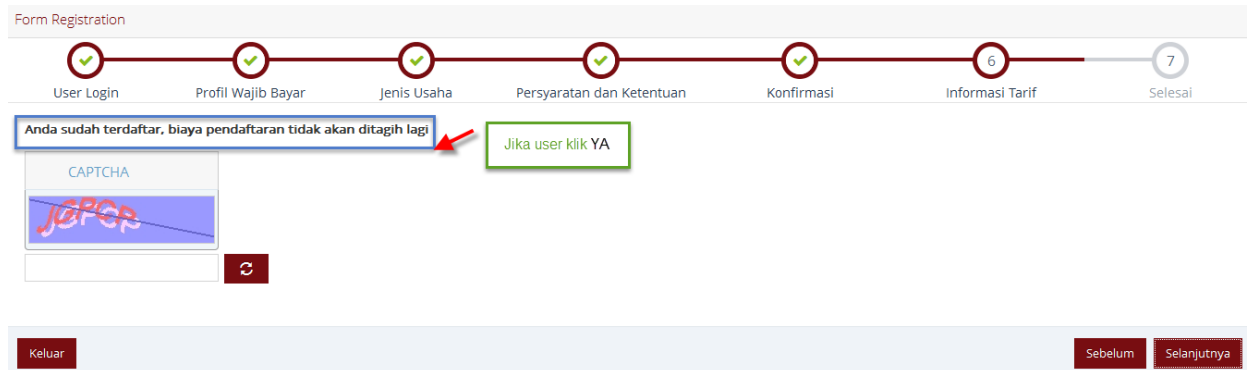 Form Registration
6
7
User Login
Profil Wajib Bayar
Jenis Usaha
Persyaratan dan Ketentuan
Konfirmasi
Informasi Tarif
Selesai
Anda sudah terdaftar, biaya pendaftaran tidak akan ditagih lagi
Jika user klik YA
CAPTCHA
Keluar
Sebelum
Selanjutnya